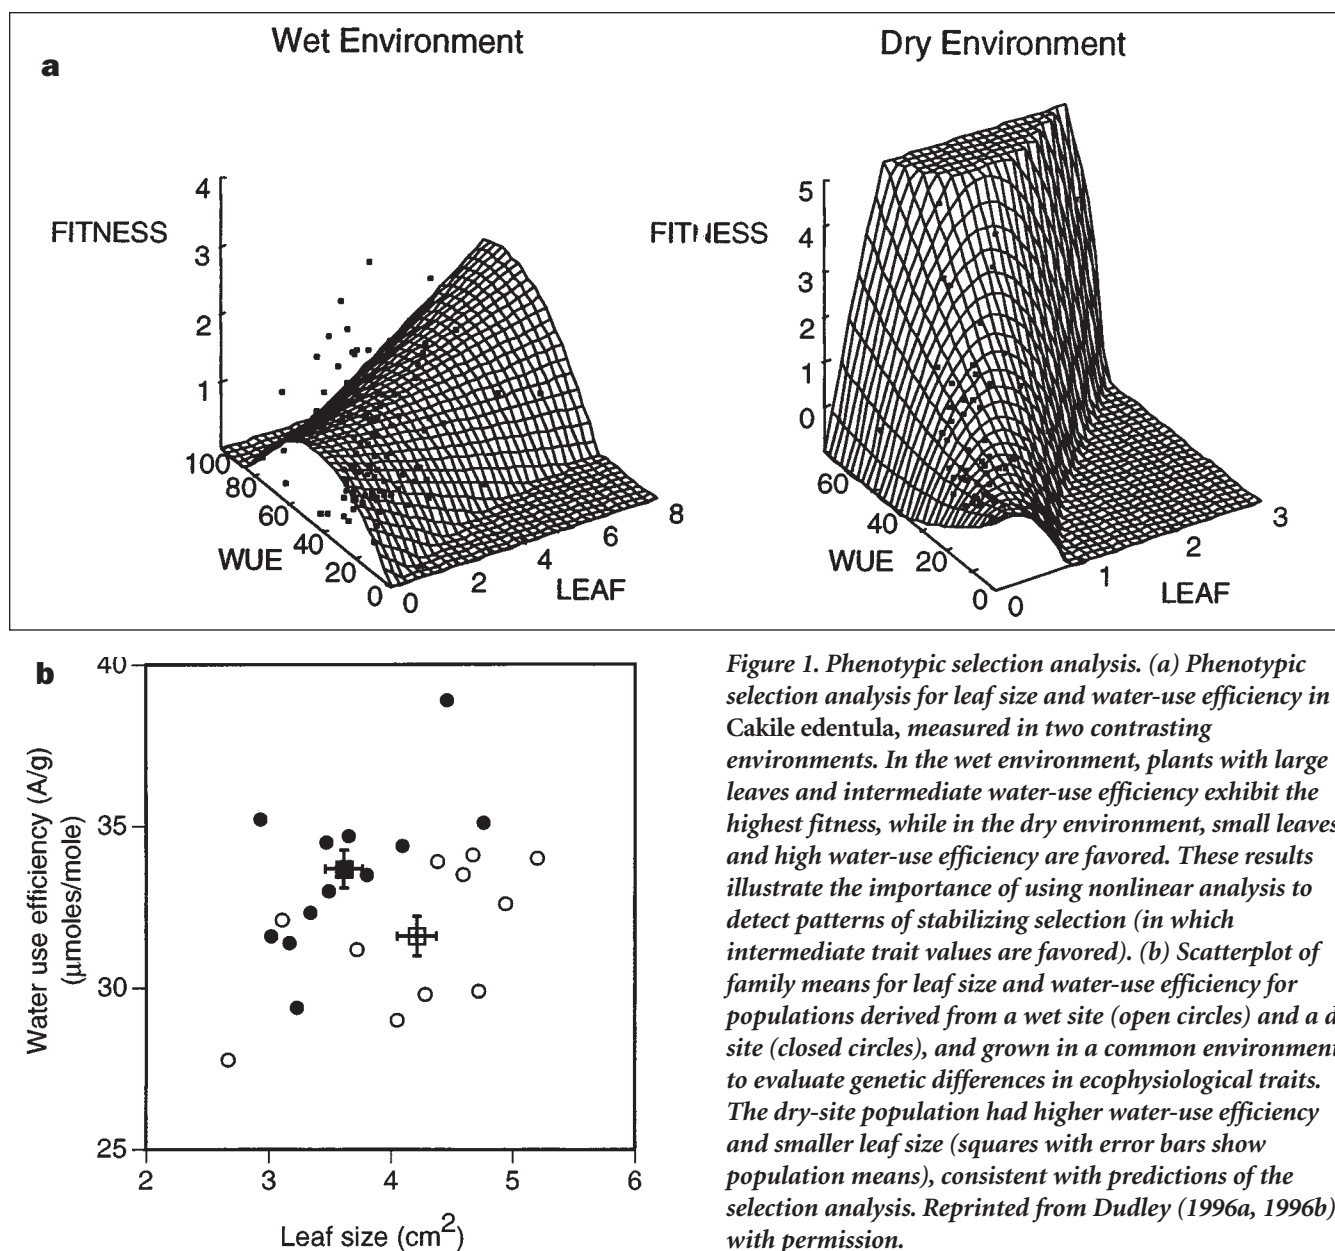 Wet Environment
Dry Environment
a
FITNESS
4
3
2
1
100
80
60
40
20
0
WUE
0
2
4
6
8
LEAF
FITNESS
5
4
3
2
1
0
60
40
20
0
WUE
0
1
2
3
LEAF
b
40
35
30
25
Water use efficiency (A/g)
(μmoles/mole)
2
3
4
5
6
Leaf size (cm²)
Figure 1. Phenotypic selection analysis. (a) Phenotypic
selection analysis for leaf size and water-use efficiency in
Cakile edentula, measured in two contrasting
environments. In the wet environment, plants with large
leaves and intermediate water-use efficiency exhibit the
highest fitness, while in the dry environment, small leaves
and high water-use efficiency are favored. These results
illustrate the importance of using nonlinear analysis to
detect patterns of stabilizing selection (in which
intermediate trait values are favored). (b) Scatterplot of
family means for leaf size and water-use efficiency for
populations derived from a wet site (open circles) and a d
site (closed circles), and grown in a common environment
to evaluate genetic differences in ecophysiological traits.
The dry-site population had higher water-use efficiency
and smaller leaf size (squares with error bars show
population means), consistent with predictions of the
selection analysis. Reprinted from Dudley (1996a, 1996b)
with permission.